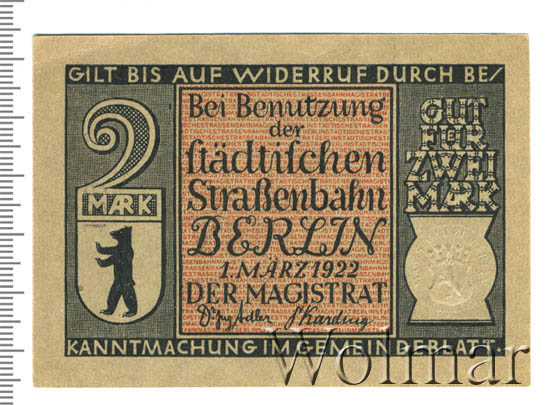 GILT BIS AUF WIDERRUF DURCH BE/
2
MARK
Bei Benutzung
der
städtischen
Straßenbahn
BERLIN
1. MÄRZ 1922
DER MAGISTRAT
GUT
FÜR
ZWEI
MARK
KANNTMACHUNG IM GEMEINDEBLATT.
Wolmar